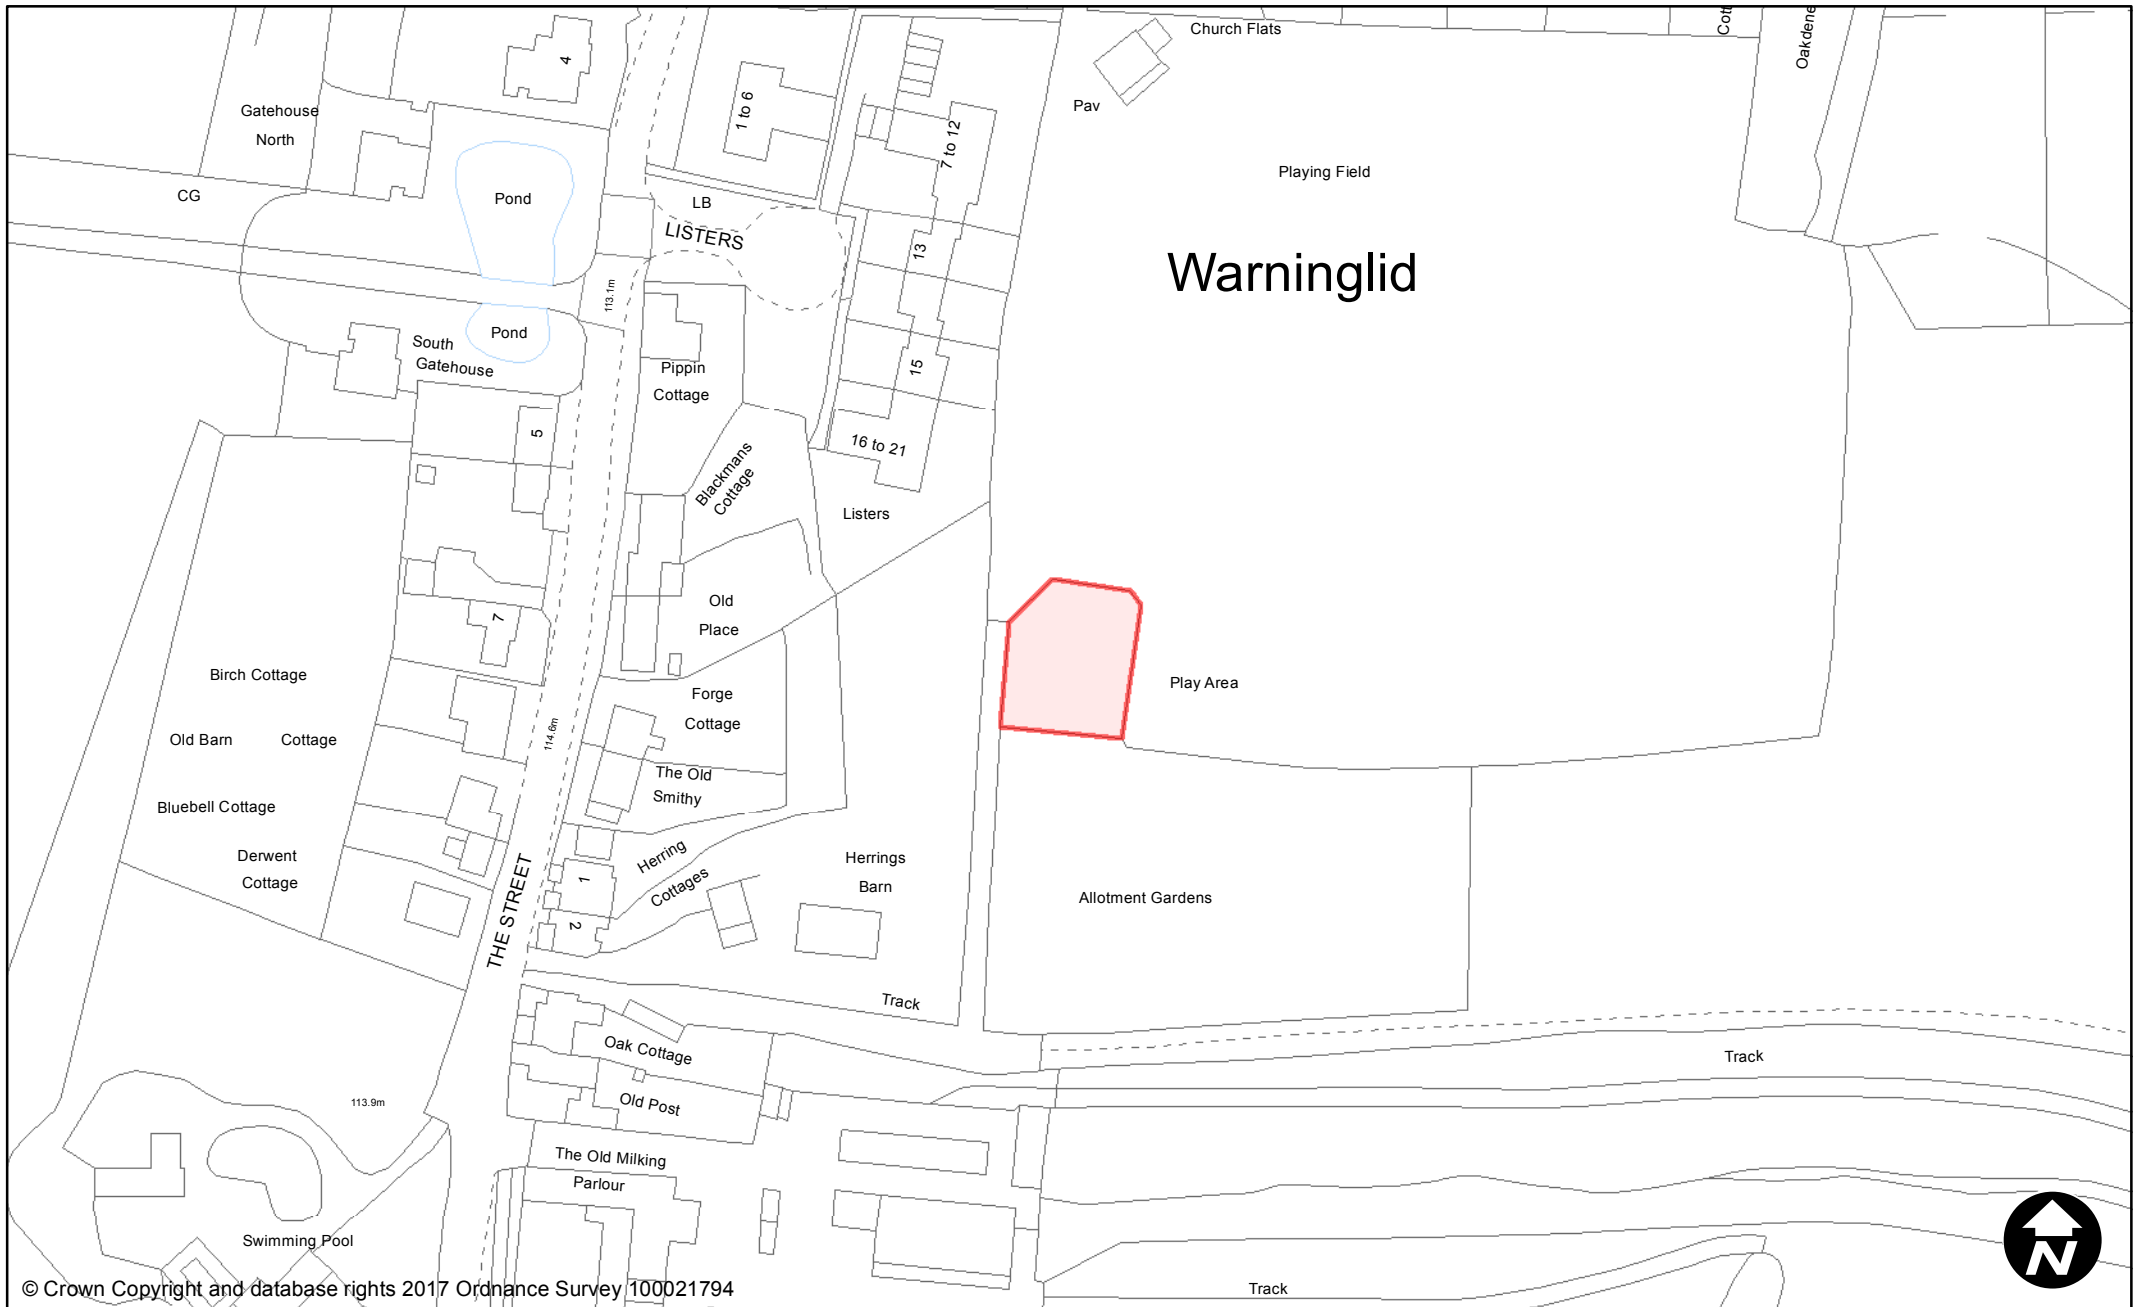 Church Flats
Cott
Oakdene
4
Gatehouse
North
1 to 6
Pav
7 to 12
Playing Field
CG
Pond
LB
LISTERS
13
Warninglid
113.1m
Pond
South
Gatehouse
Pippin
Cottage
15
5
16 to 21
Blackmans
Cottage
Listers
Old
Place
7
Birch Cottage
Play Area
Forge
Cottage
114.6m
Old Barn Cottage
The Old
Smithy
Bluebell Cottage
Derwent
Cottage
Herring
Cottages
1
2
Herrings
Barn
Allotment Gardens
THE STREET
Track
Oak Cottage
Track
Old Post
113.9m
The Old Milking
Parlour
Swimming Pool
N
© Crown Copyright and database rights 2017 Ordnance Survey 100021794
Track